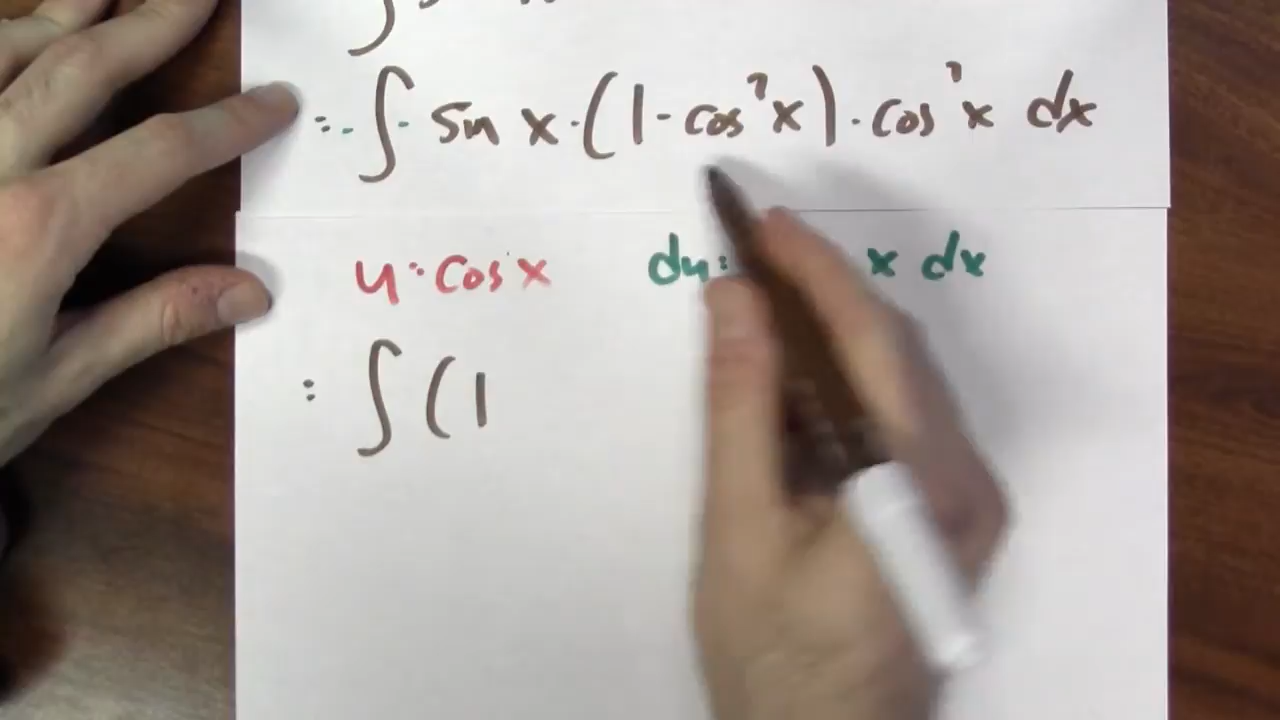 = - ∫ - sin x · (1 - cos²x) · cos²x dx
u = cos x du = x dx
= ∫ (1